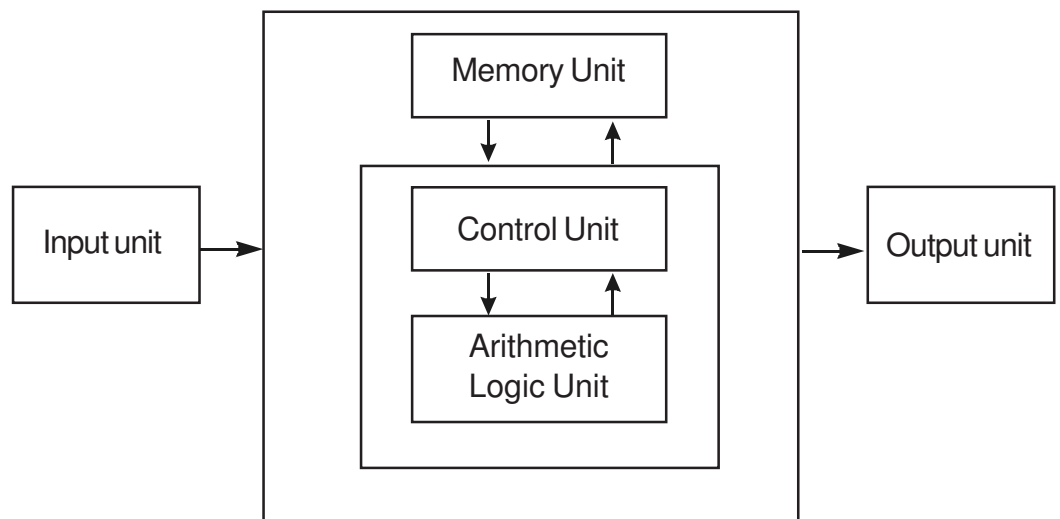 Memory Unit
Input unit
Control Unit
Output unit
Arithmetic
Logic Unit